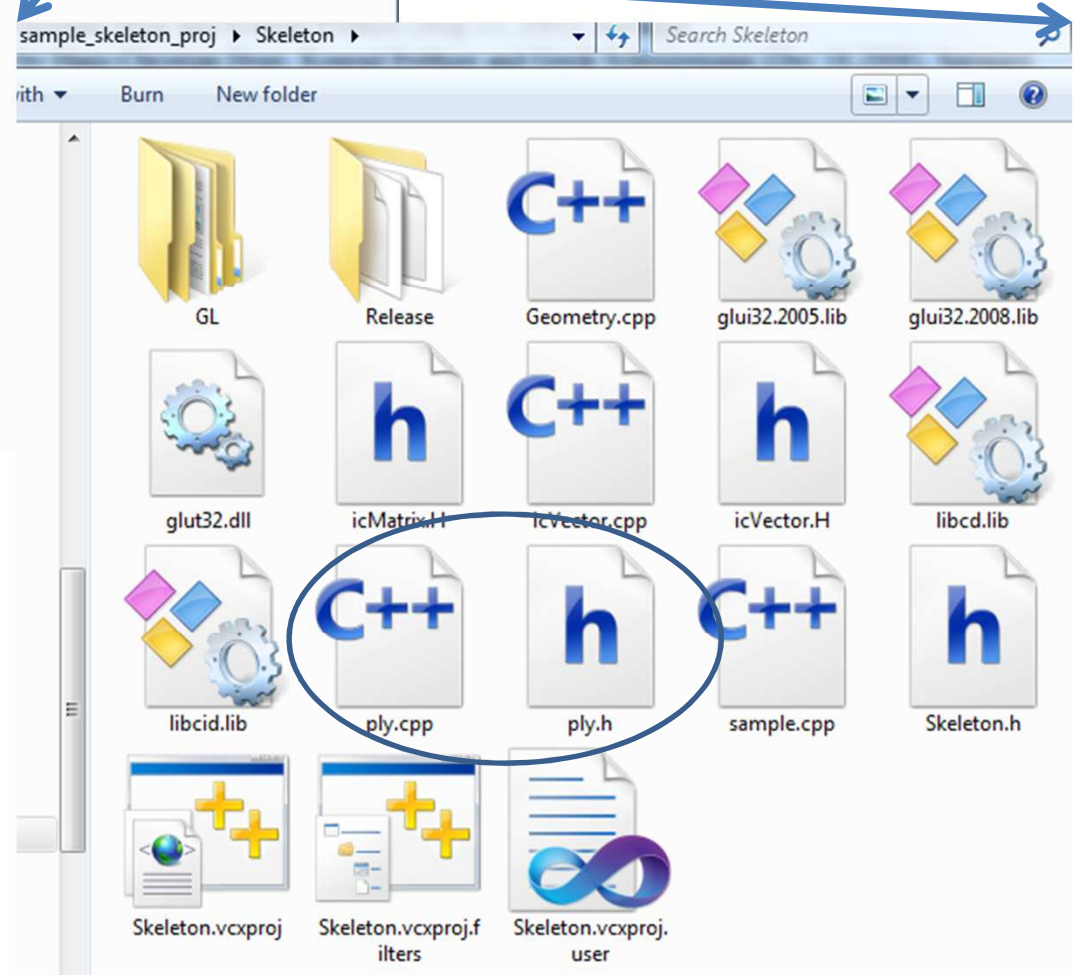 sample_skeleton_proj ▸ Skeleton ▸
Search Skeleton
vith
Burn
New folder
C++
C++
GL
Release
Geometry.cpp
glui32.2005.lib
glui32.2008.lib
h
C++
h
glut32.dll
icMatrix.H
icVector.cpp
icVector.H
libcd.lib
C++
h
C++
h
libcid.lib
ply.cpp
ply.h
sample.cpp
Skeleton.h
Skeleton.vcxproj
Skeleton.vcxproj.f
ilters
Skeleton.vcxproj.
user